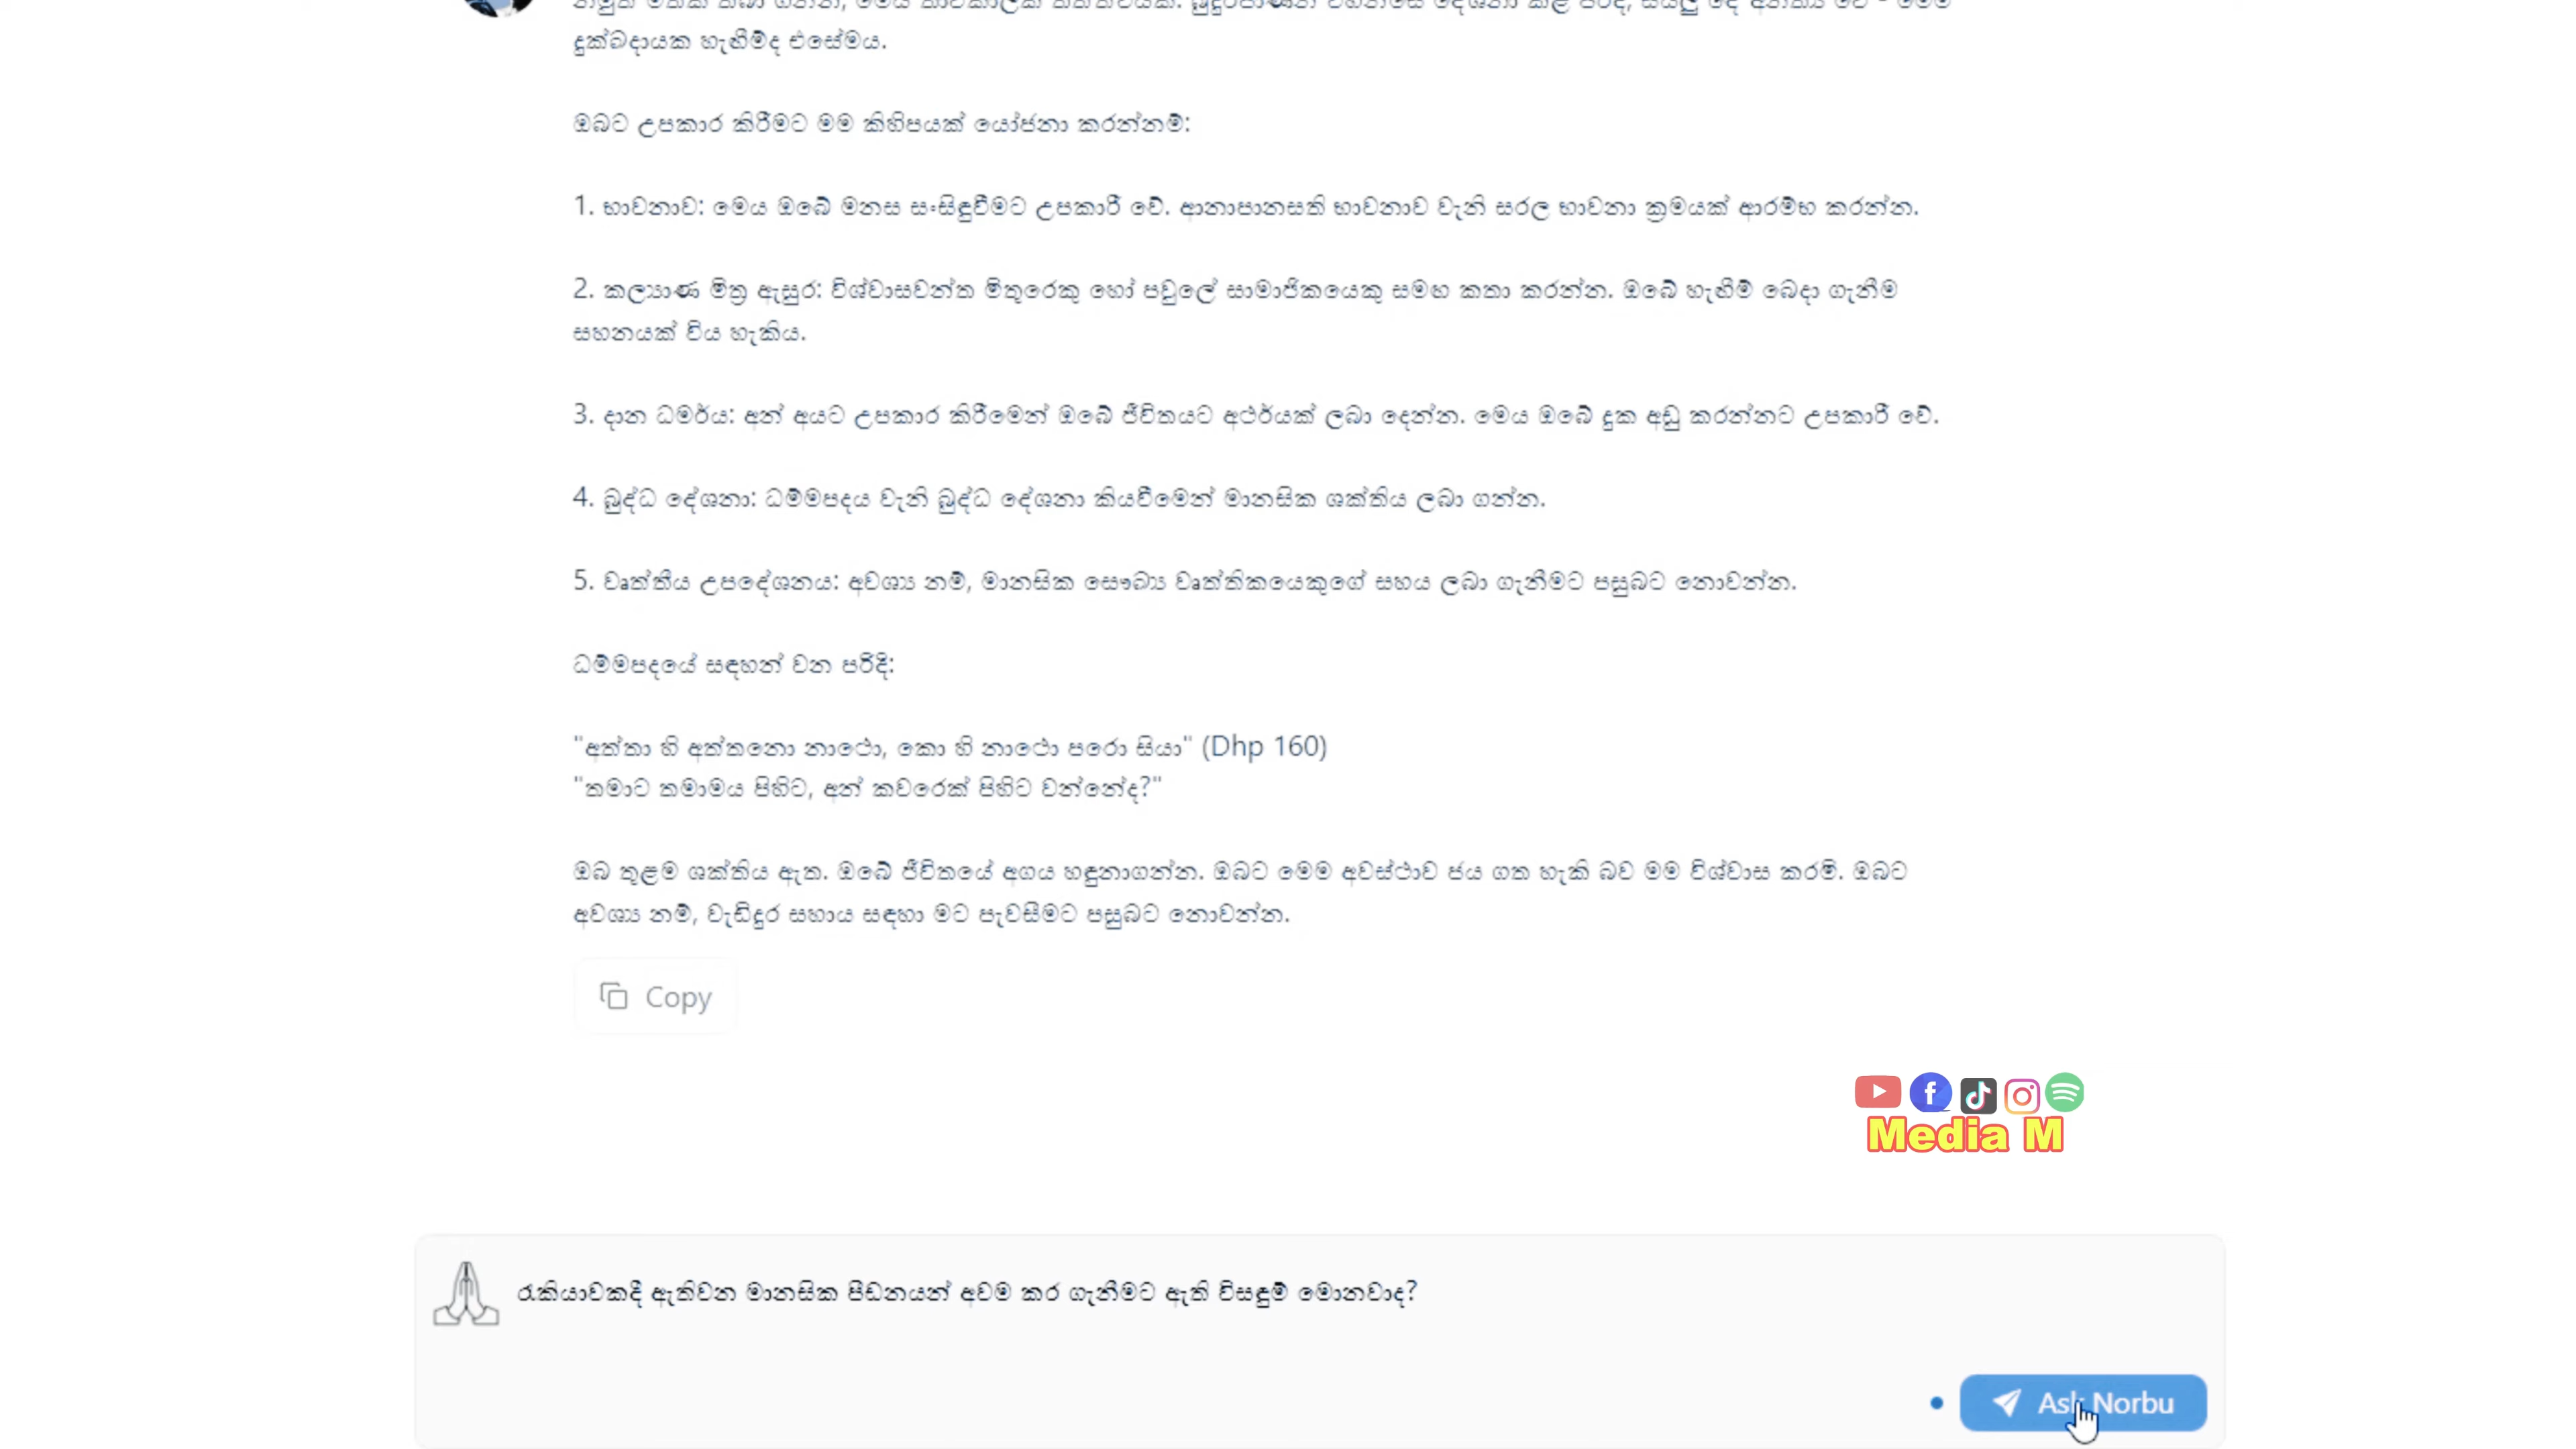 දුක්ඛදායක හැඟීම්ද එසේමය.
ඔබට උපකාර කිරීමට මම කිහිපයක් යෝජනා කරන්නම්:
1. භාවනාව: මෙය ඔබේ මනස සංසිඳුවීමට උපකාරී වේ. ආනාපානසති භාවනාව වැනි සරල භාවනා ක්‍රමයක් ආරම්භ කරන්න.
2. කල්‍යාණ මිත්‍ර ඇසුර: විශ්වාසවන්ත මිතුරෙකු හෝ පවුලේ සාමාජිකයෙකු සමඟ කතා කරන්න. ඔබේ හැඟීම් බෙදා ගැනීම
සහනයක් විය හැකිය.
3. දාන ධර්මය: අන් අයට උපකාර කිරීමෙන් ඔබේ ජීවිතයට අර්ථයක් ලබා දෙන්න. මෙය ඔබේ දුක අඩු කරන්නට උපකාරී වේ.
4. බුද්ධ දේශනා: ධම්මපදය වැනි බුද්ධ දේශනා කියවීමෙන් මානසික ශක්තිය ලබා ගන්න.
5. වෘත්තීය උපදේශනය: අවශ්‍ය නම්, මානසික සෞඛ්‍ය වෘත්තිකයෙකුගේ සහය ලබා ගැනීමට පසුබට නොවන්න.
ධම්මපදයේ සඳහන් වන පරිදි:
"අත්තා හි අත්තනො නාථො, කො හි නාථො පරො සියා" (Dhp 160)
"තමාට තමාමය පිහිට, අන් කවරෙක් පිහිට වන්නේද?"
ඔබ තුළම ශක්තිය ඇත. ඔබේ ජීවිතයේ අගය හඳුනාගන්න. ඔබට මෙම අවස්ථාව ජය ගත හැකි බව මම විශ්වාස කරමි. ඔබට
අවශ්‍ය නම්, වැඩිදුර සහාය සඳහා මට පැවසීමට පසුබට නොවන්න.
Copy
Media M
රැකියාවකදී ඇතිවන මානසික පීඩනයන් අවම කර ගැනීමට ඇති විසඳුම් මොනවාද?
Ask Norbu